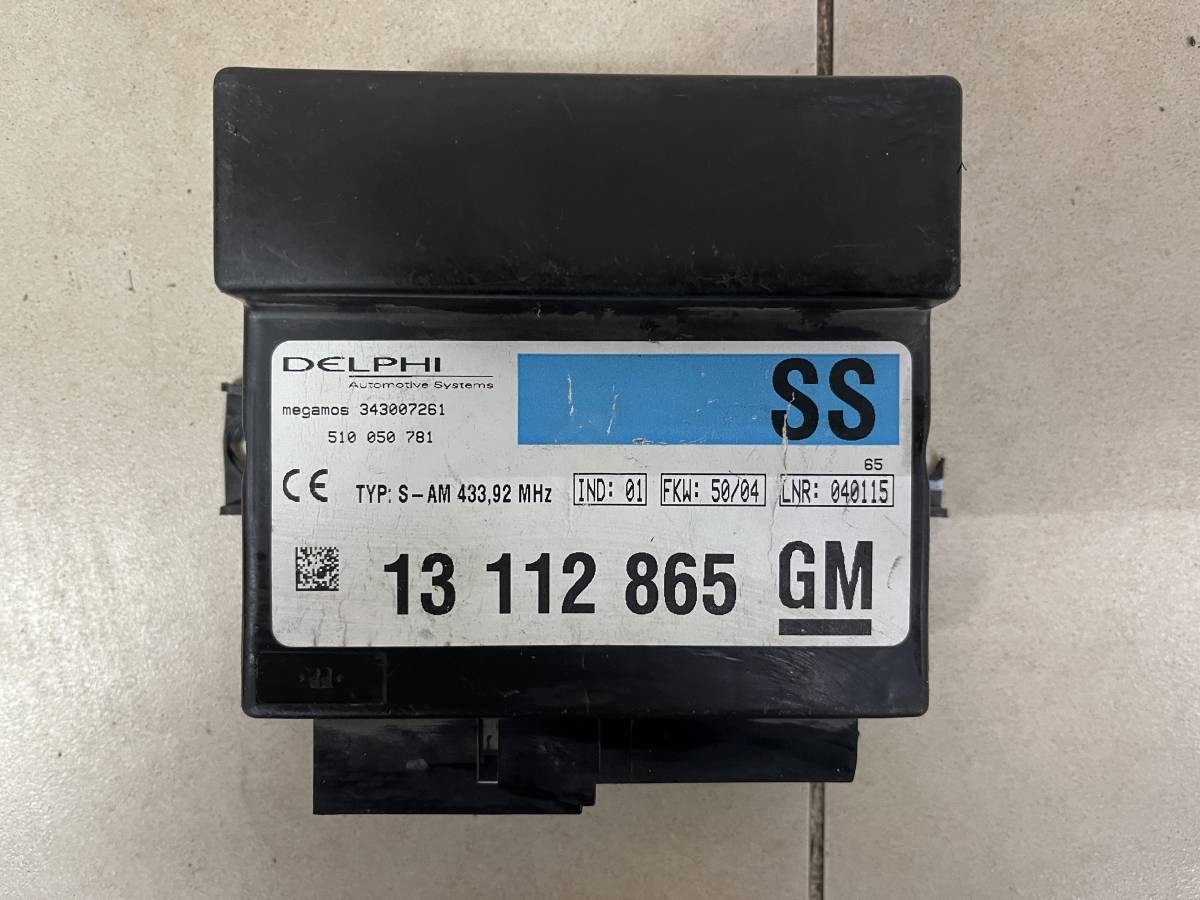 DELPHI
Automotive Systems
SS
megamos 343007261
510 050 781
65
CE TYP: S-AM 433,92 MHz IND: 01 FKW: 50/04 LNR: 040115
13 112 865 GM